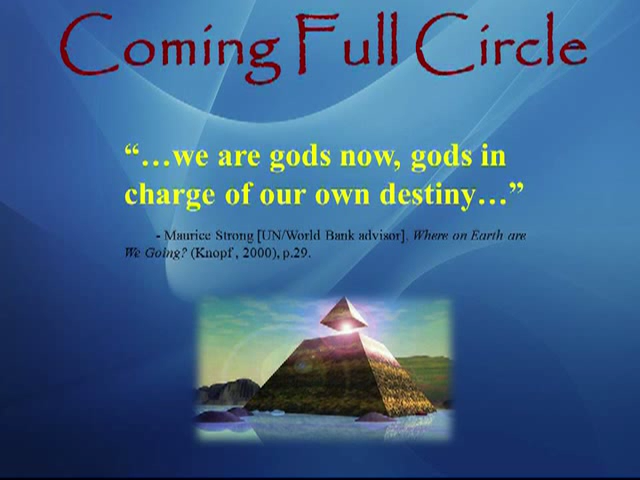 Coming Full Circle
“…we are gods now, gods in
charge of our own destiny…”
- Maurice Strong [UN/World Bank advisor], Where on Earth are
We Going? (Knopf , 2000), p.29.